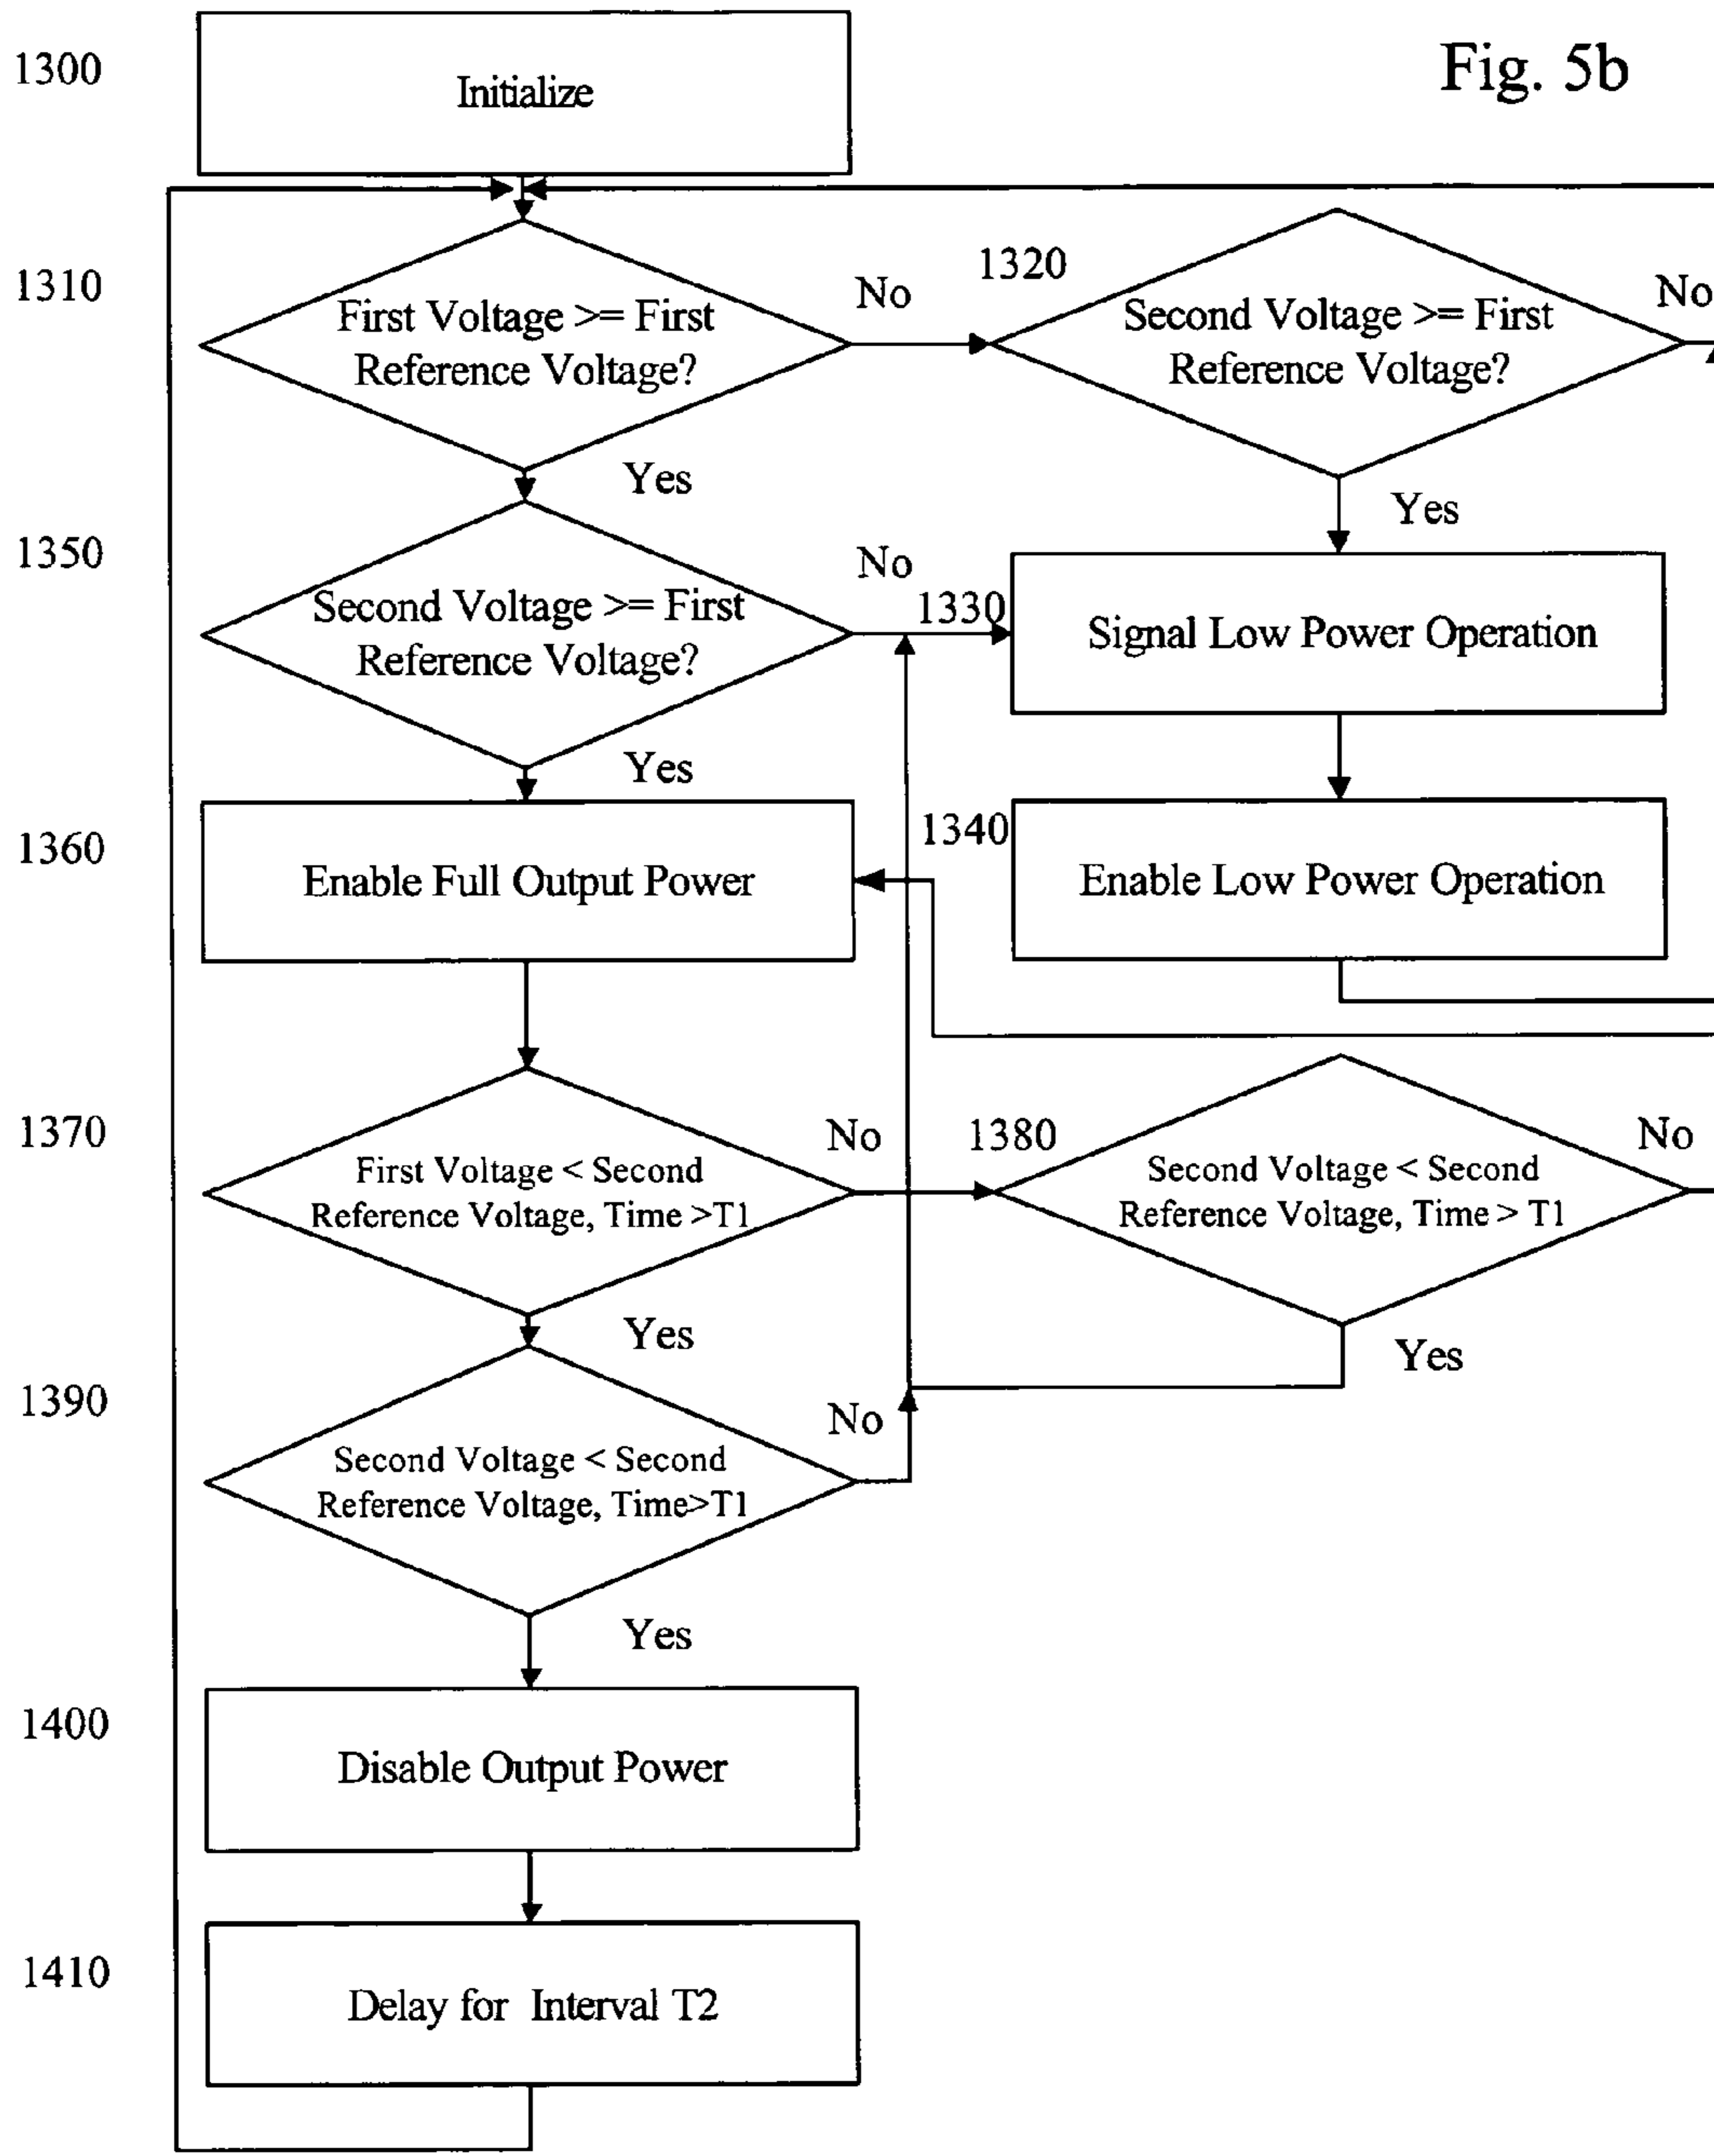 Fig. 5b
1300
Initialize
1310
First Voltage >= First
Reference Voltage?
No
1320
Second Voltage >= First
Reference Voltage?
No
Yes
Yes
1350
Second Voltage >= First
Reference Voltage?
No
1330
Signal Low Power Operation
Yes
1360
Enable Full Output Power
1340
Enable Low Power Operation
1370
First Voltage < Second
Reference Voltage, Time >T1
No
1380
Second Voltage < Second
Reference Voltage, Time > T1
No
Yes
Yes
1390
Second Voltage < Second
Reference Voltage, Time>T1
No
Yes
1400
Disable Output Power
1410
Delay for Interval T2